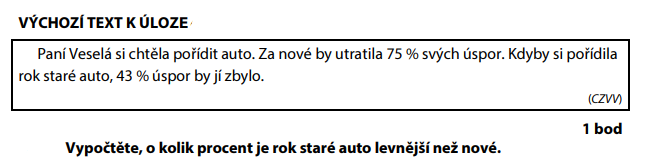 VÝCHOZÍ TEXT K ÚLOZE
Paní Veselá si chtěla pořídit auto. Za nové by utratila 75 % svých úspor. Kdyby si pořídila
rok staré auto, 43 % úspor by jí zbylo.
(CZVV)
1 bod
Vypočtěte, o kolik procent je rok staré auto levnější než nové.